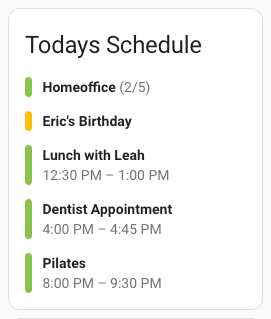 Todays Schedule
Homeoffice (2/5)
Eric's Birthday
Lunch with Leah
12:30 PM – 1:00 PM
Dentist Appointment
4:00 PM – 4:45 PM
Pilates
8:00 PM – 9:30 PM